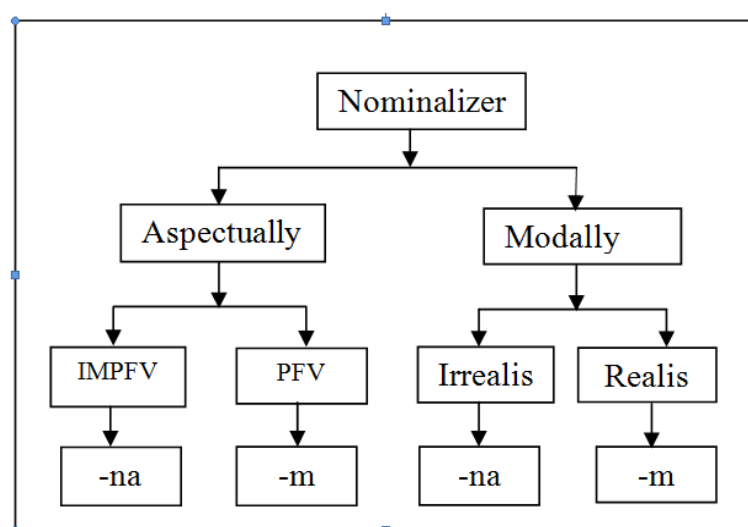 Nominalizer
Aspectually
Modally
IMPFV
PFV
Irrealis
Realis
-na
-m
-na
-m